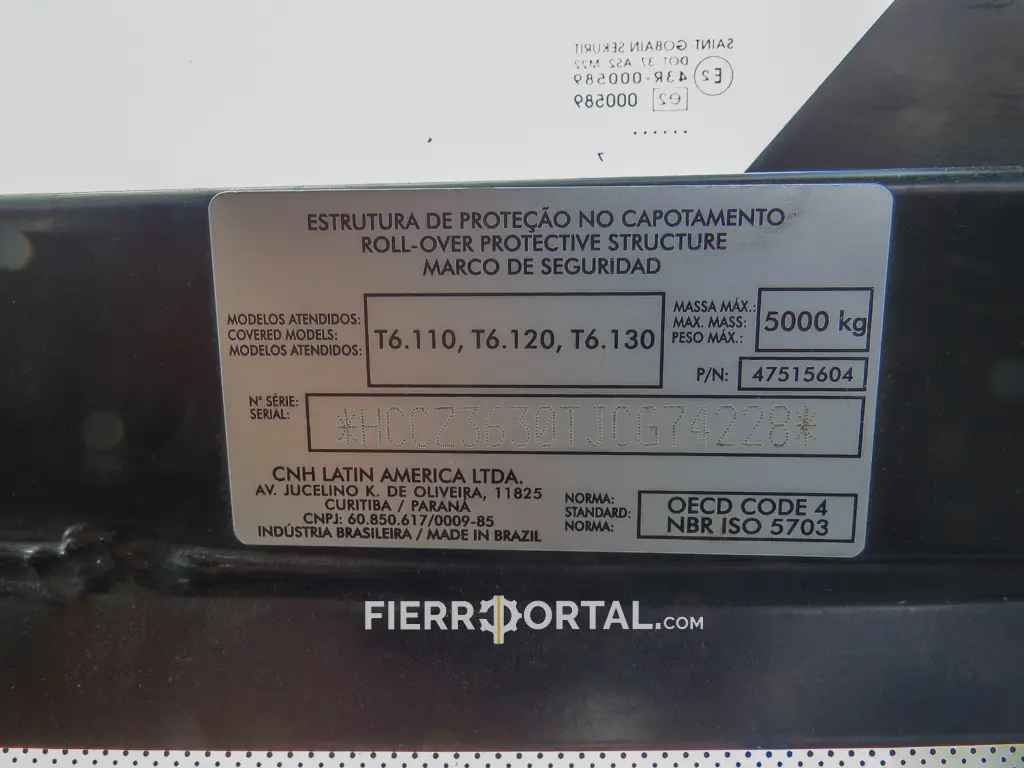 SAINT-GOBAIN SEKURIT
DOT 37 AS2 M22
E2 43R-000589
e2 000589
7
ESTRUTURA DE PROTEÇÃO NO CAPOTAMENTO
ROLL-OVER PROTECTIVE STRUCTURE
MARCO DE SEGURIDAD
MODELOS ATENDIDOS:
COVERED MODELS:
MODELOS ATENDIDOS:
T6.110, T6.120, T6.130
MASSA MÁX.:
MAX. MASS:
PESO MÁX.:
5000 kg
P/N: 47515604
Nº SÉRIE:
SERIAL:
*HCCZ3630TJCG74228*
CNH LATIN AMERICA LTDA.
AV. JUCELINO K. DE OLIVEIRA, 11825
CURITIBA / PARANÁ
CNPJ: 60.850.617/0009-85
INDÚSTRIA BRASILEIRA / MADE IN BRAZIL
NORMA:
STANDARD:
NORMA:
OECD CODE 4
NBR ISO 5703
FIERROPORTAL.COM